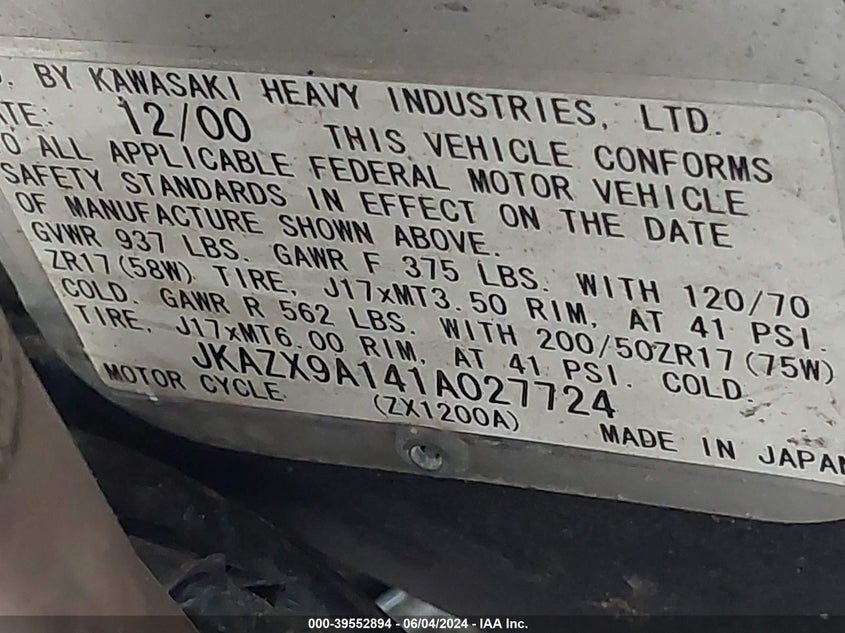 BY KAWASAKI HEAVY INDUSTRIES, LTD.
12/00 THIS VEHICLE CONFORMS
ALL APPLICABLE FEDERAL MOTOR VEHICLE
SAFETY STANDARDS IN EFFECT ON THE DATE
OF MANUFACTURE SHOWN ABOVE.
GVWR 937 LBS. GAWR F 375 LBS. WITH 120/70
ZR17(58W) TIRE, J17xMT3.50 RIM, AT 41 PSI.
COLD. GAWR R 562 LBS. WITH 200/50ZR17(75W)
TIRE, J17xMT6.00 RIM, AT 41 PSI. COLD.
JKAZX9A141A027724
MOTOR CYCLE (ZX1200A) MADE IN JAPAN
000-39552894 - 06/04/2024 - IAA Inc.